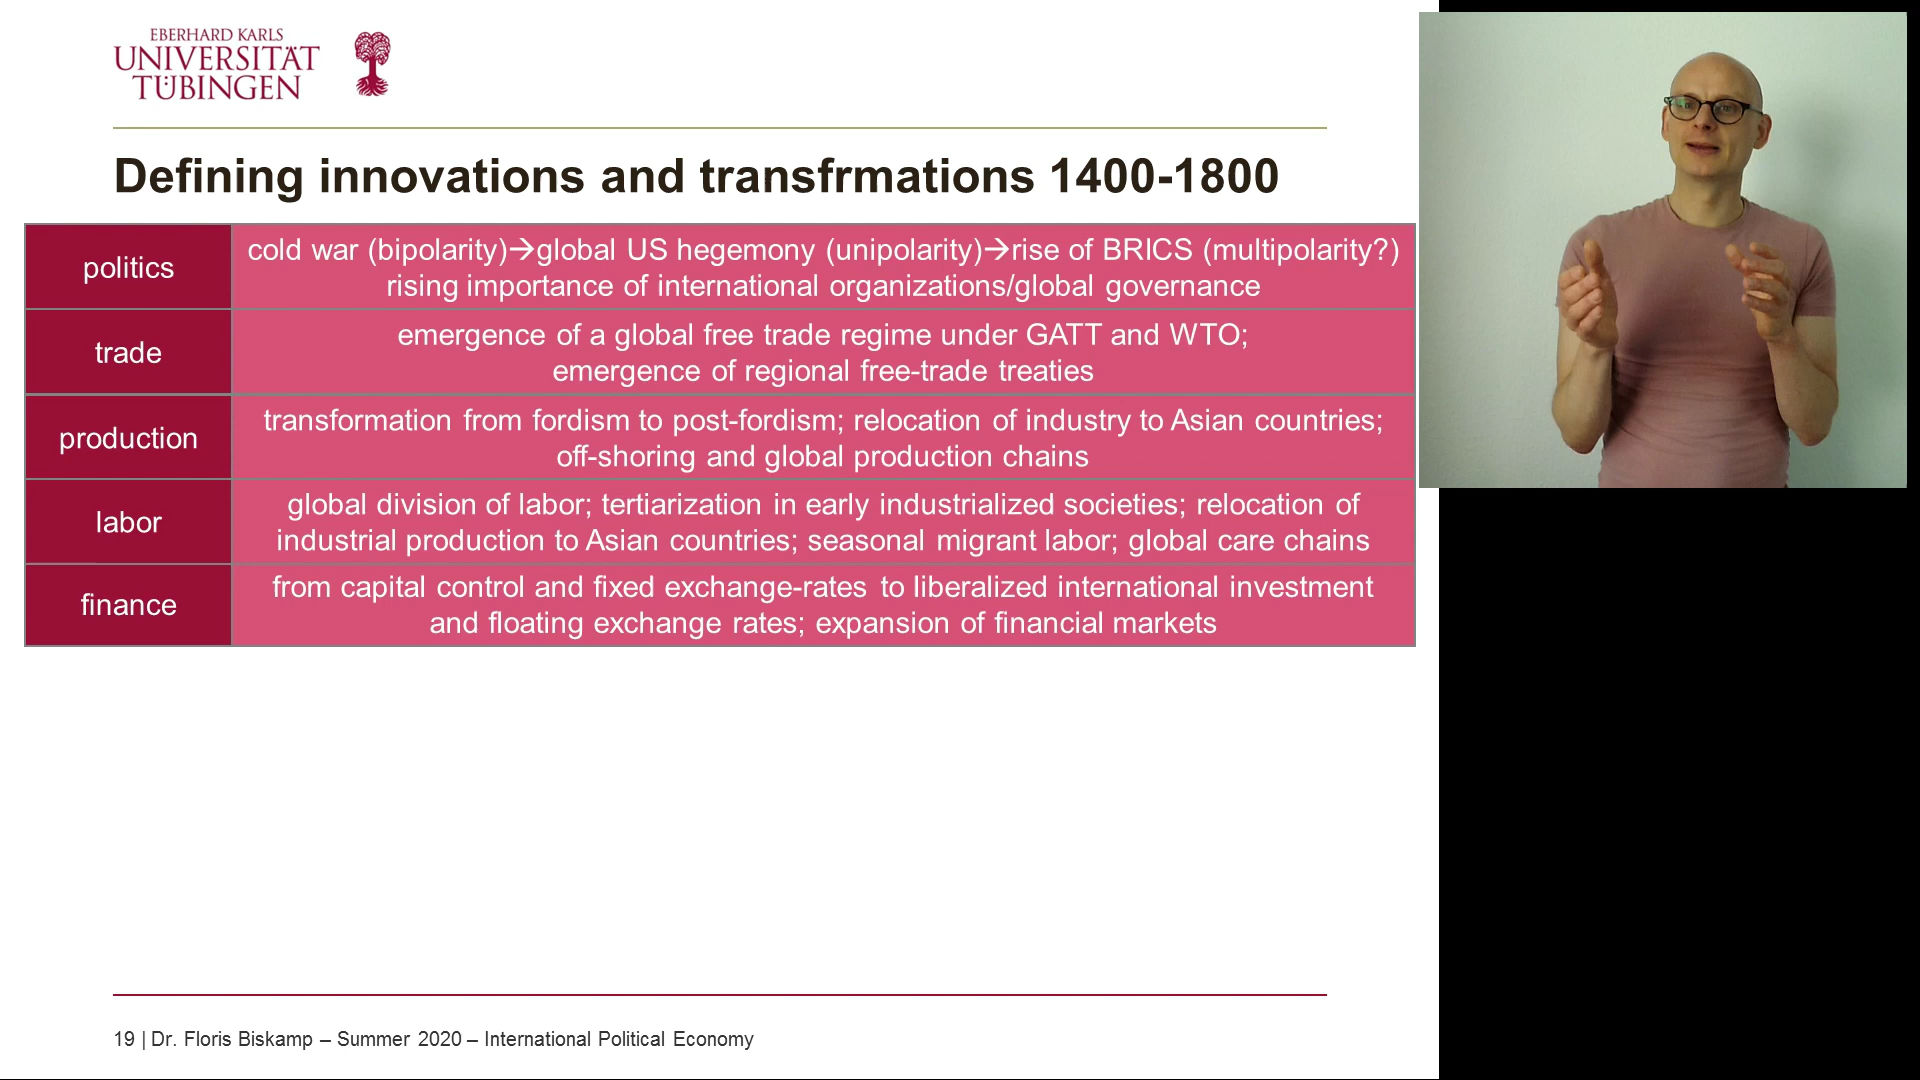 EBERHARD KARLS
UNIVERSITÄT
TÜBINGEN
Defining innovations and transfrmations 1400-1800
politics
cold war (bipolarity)→global US hegemony (unipolarity)→rise of BRICS (multipolarity?)
rising importance of international organizations/global governance
trade
emergence of a global free trade regime under GATT and WTO;
emergence of regional free-trade treaties
production
transformation from fordism to post-fordism; relocation of industry to Asian countries;
off-shoring and global production chains
labor
global division of labor; tertiarization in early industrialized societies; relocation of
industrial production to Asian countries; seasonal migrant labor; global care chains
finance
from capital control and fixed exchange-rates to liberalized international investment
and floating exchange rates; expansion of financial markets
19 | Dr. Floris Biskamp – Summer 2020 – International Political Economy